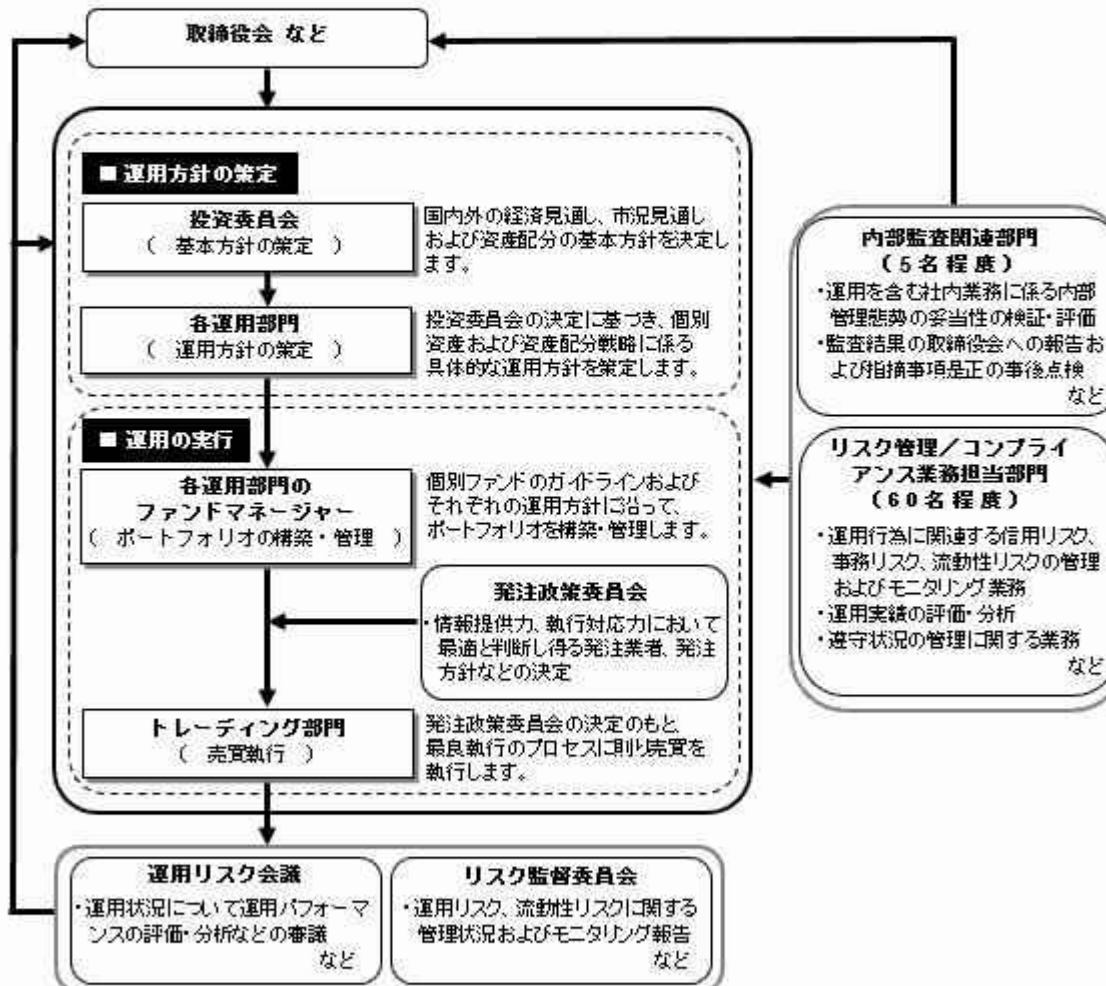 取締役会 など
■ 運用方針の策定
投資委員会
( 基本方針の策定 )
国内外の経済見通し、市況見通し
および資産配分の基本方針を決定し
ます。
各運用部門
( 運用方針の策定 )
投資委員会の決定に基づき、個別
資産および資産配分戦略に係る
具体的な運用方針を策定します。
■ 運用の実行
各運用部門の
ファンドマネージャー
( ポートフォリオの構築・管理 )
個別ファンドのガイドラインおよび
それぞれの運用方針に沿って、
ポートフォリオを構築・管理します。
発注政策委員会
・情報提供力、執行対応力において
最適と判断し得る発注業者、発注
方針などの決定
トレーディング部門
( 売買執行 )
発注政策委員会の決定のもと、
最良執行のプロセスに則り売買を
執行します。
運用リスク会議
・運用状況について運用パフォーマ
ンスの評価・分析などの審議
など
リスク監督委員会
・運用リスク、流動性リスクに関する
管理状況およびモニタリング報告
など
内部監査関連部門
(5名程度)
・運用を含む社内業務に係る内部
管理態勢の妥当性の検証・評価
・監査結果の取締役会への報告お
よび指摘事項是正の事後点検
など
リスク管理/コンプライ
アンス業務担当部門
(60名程度)
・運用行為に関連する信用リスク、
事務リスク、流動性リスクの管理
およびモニタリング業務
・運用実績の評価・分析
・遵守状況の管理に関する業務
など